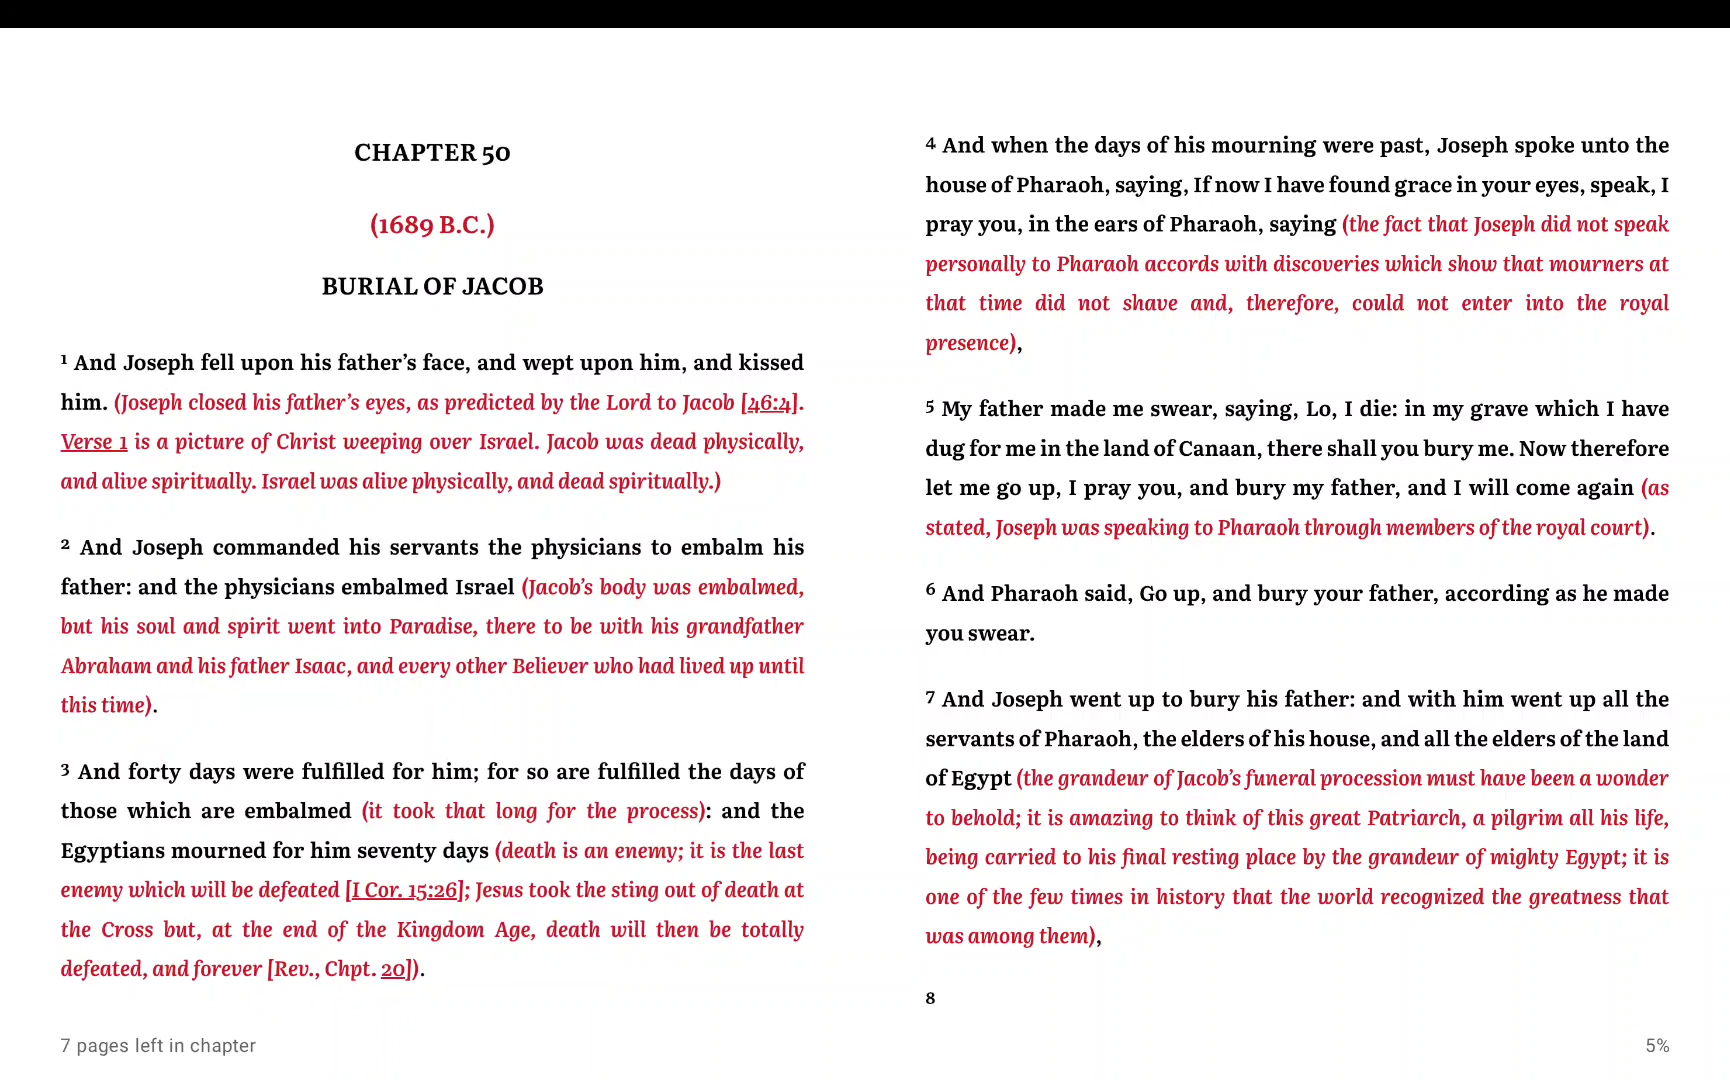 CHAPTER 50
(1689 B.C.)
BURIAL OF JACOB
1 And Joseph fell upon his father’s face, and wept upon him, and kissed
him. (Joseph closed his father’s eyes, as predicted by the Lord to Jacob [46:4].
Verse 1 is a picture of Christ weeping over Israel. Jacob was dead physically,
and alive spiritually. Israel was alive physically, and dead spiritually.)
2 And Joseph commanded his servants the physicians to embalm his
father: and the physicians embalmed Israel (Jacob’s body was embalmed,
but his soul and spirit went into Paradise, there to be with his grandfather
Abraham and his father Isaac, and every other Believer who had lived up until
this time).
3 And forty days were fulfilled for him; for so are fulfilled the days of
those which are embalmed (it took that long for the process): and the
Egyptians mourned for him seventy days (death is an enemy; it is the last
enemy which will be defeated [I Cor. 15:26]; Jesus took the sting out of death at
the Cross but, at the end of the Kingdom Age, death will then be totally
defeated, and forever [Rev., Chpt. 20]).
4 And when the days of his mourning were past, Joseph spoke unto the
house of Pharaoh, saying, If now I have found grace in your eyes, speak, I
pray you, in the ears of Pharaoh, saying (the fact that Joseph did not speak
personally to Pharaoh accords with discoveries which show that mourners at
that time did not shave and, therefore, could not enter into the royal
presence),
5 My father made me swear, saying, Lo, I die: in my grave which I have
dug for me in the land of Canaan, there shall you bury me. Now therefore
let me go up, I pray you, and bury my father, and I will come again (as
stated, Joseph was speaking to Pharaoh through members of the royal court).
6 And Pharaoh said, Go up, and bury your father, according as he made
you swear.
7 And Joseph went up to bury his father: and with him went up all the
servants of Pharaoh, the elders of his house, and all the elders of the land
of Egypt (the grandeur of Jacob’s funeral procession must have been a wonder
to behold; it is amazing to think of this great Patriarch, a pilgrim all his life,
being carried to his final resting place by the grandeur of mighty Egypt; it is
one of the few times in history that the world recognized the greatness that
was among them),
8
7 pages left in chapter
5%